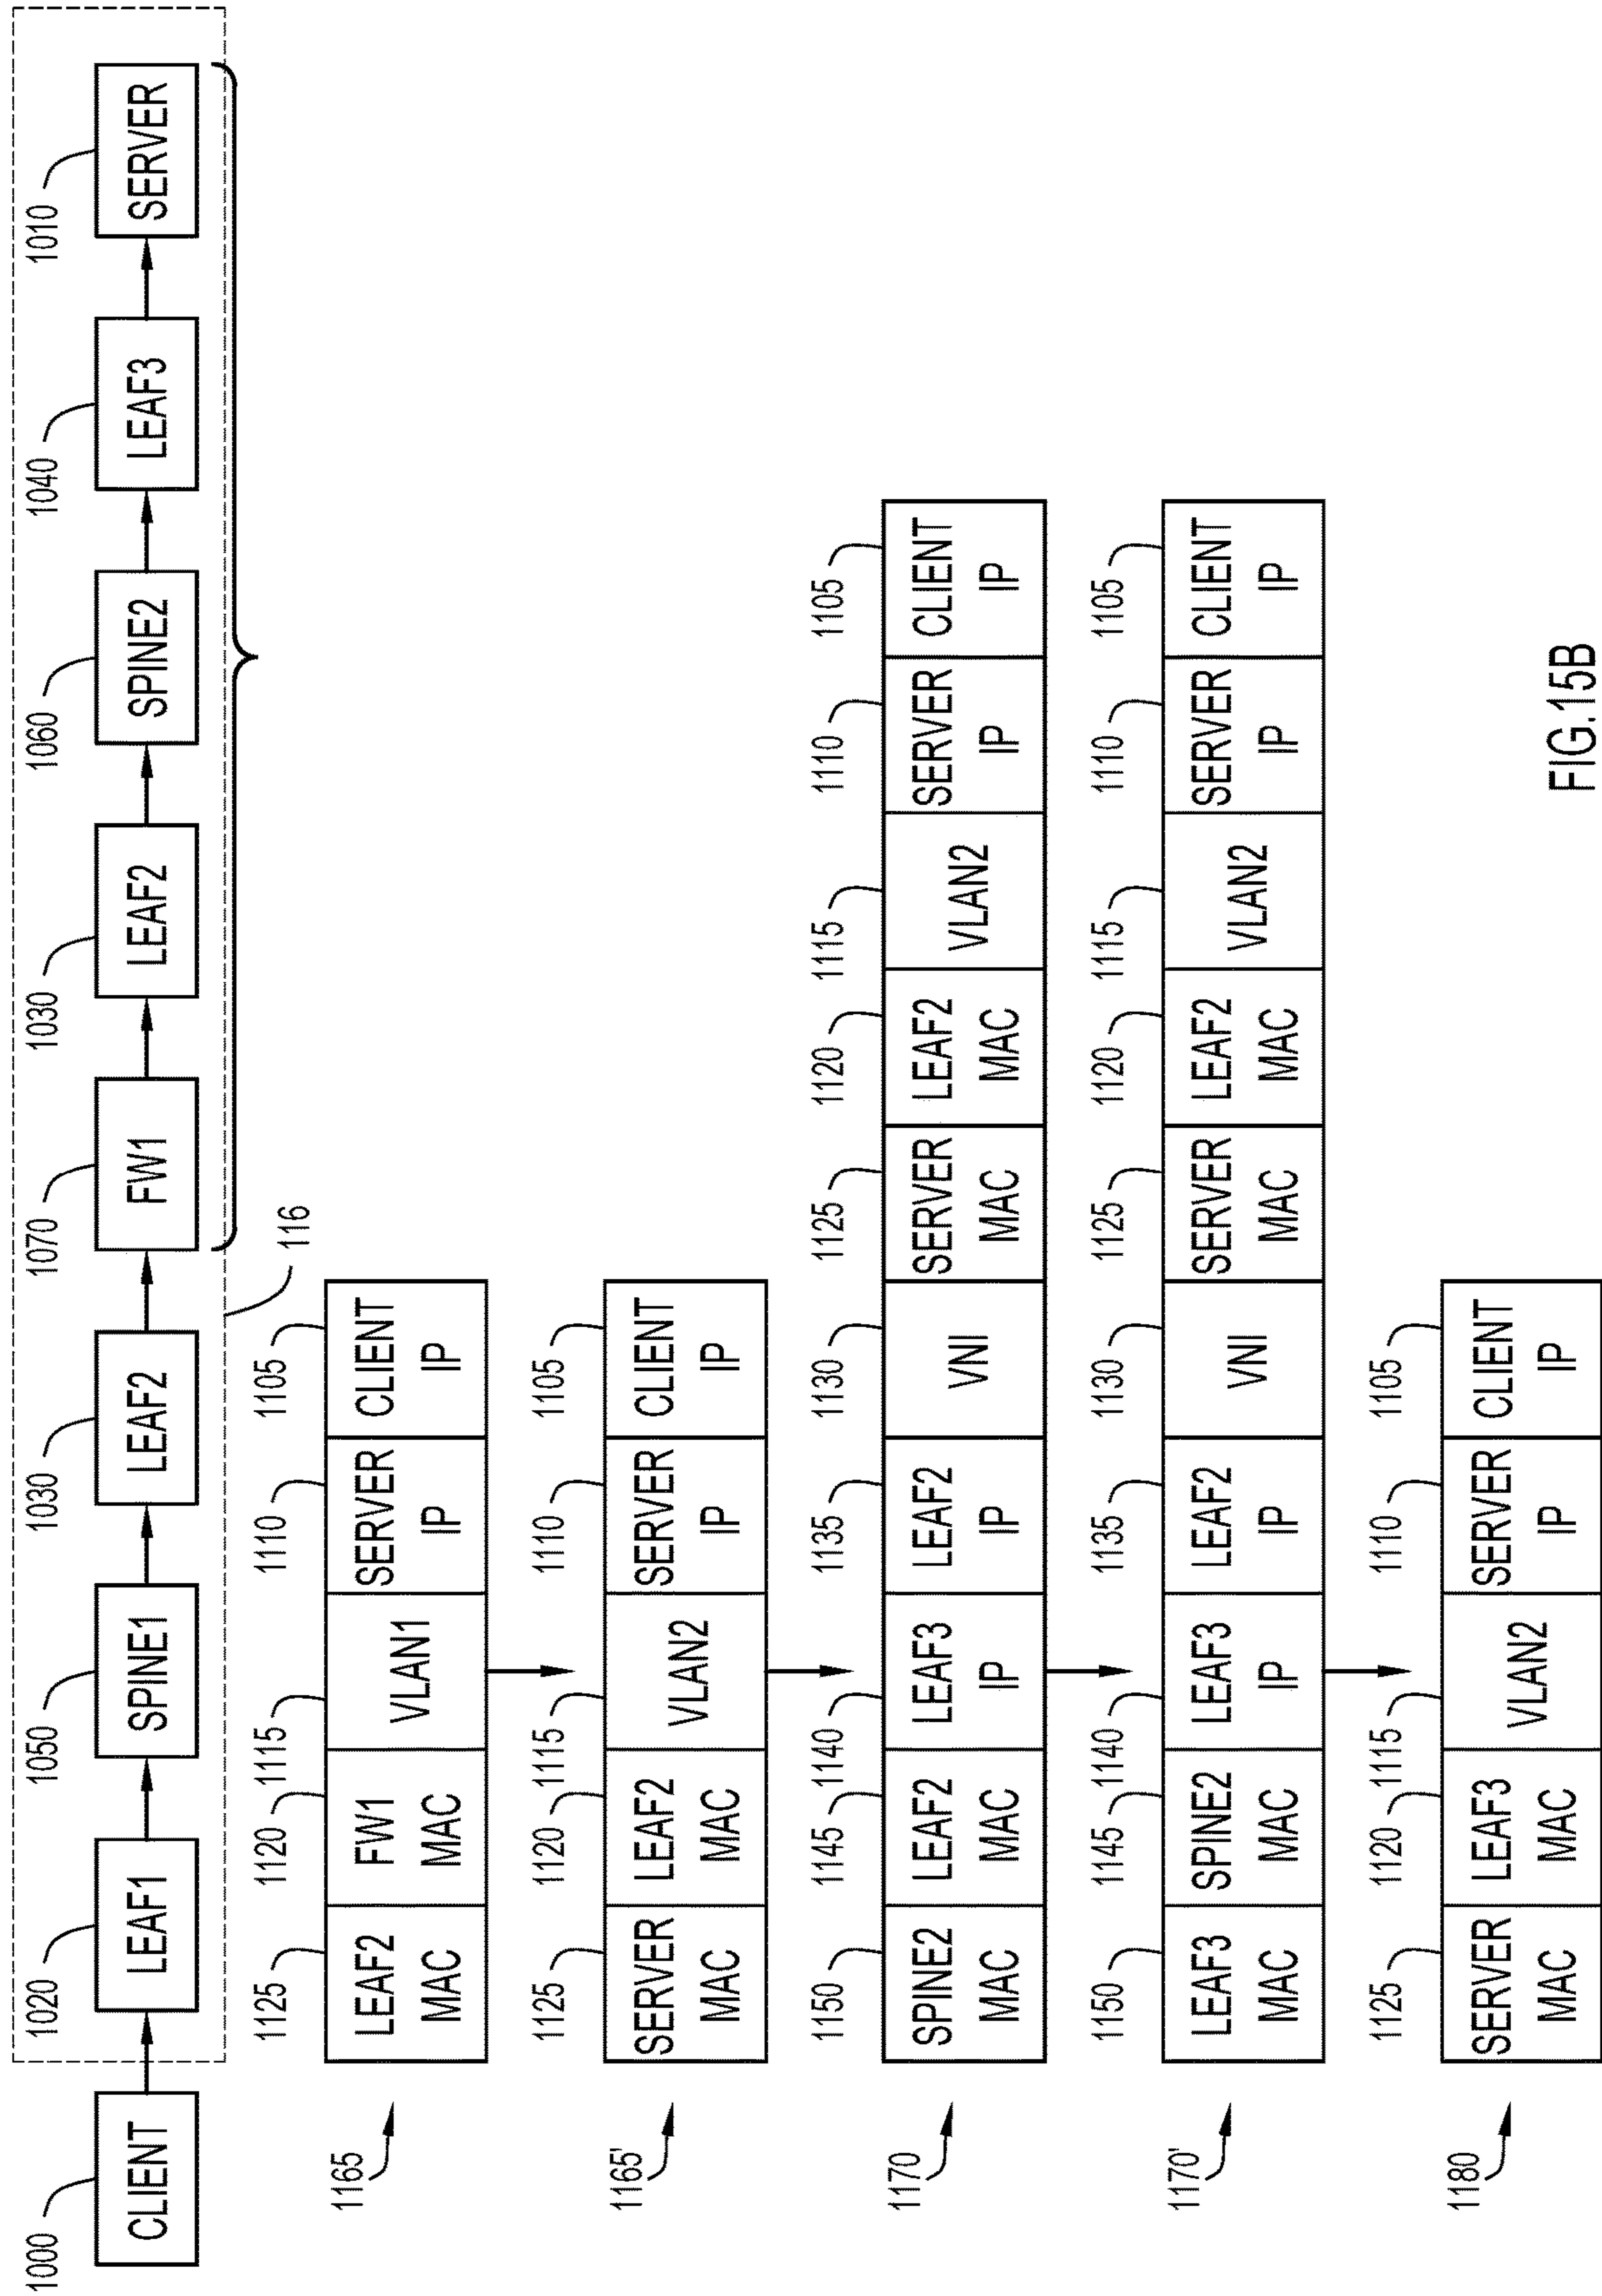 1000
1020
1050
1030
1070
1030
1060
1040
1010
CLIENT
LEAF1
SPINE1
LEAF2
FW1
LEAF2
SPINE2
LEAF3
SERVER
116
1165
1125
1120
1115
1110
1105
LEAF2 FW1 VLAN1 SERVER CLIENT
MAC MAC IP IP
1165'
1125
1120
1115
1110
1105
SERVER LEAF2 VLAN2 SERVER CLIENT
MAC MAC IP IP
1170
1150
1145
1140
1135
1130
1125
1120
1115
1110
1105
SPINE2 LEAF2 LEAF3 LEAF2 VNI SERVER LEAF2 VLAN2 SERVER CLIENT
MAC MAC IP IP MAC MAC IP IP
1170'
1150
1145
1140
1135
1130
1125
1120
1115
1110
1105
LEAF3 SPINE2 LEAF3 LEAF2 VNI SERVER LEAF2 VLAN2 SERVER CLIENT
MAC MAC IP IP MAC MAC IP IP
1180
1125
1120
1115
1110
1105
SERVER LEAF3 VLAN2 SERVER CLIENT
MAC MAC IP IP
FIG.15B